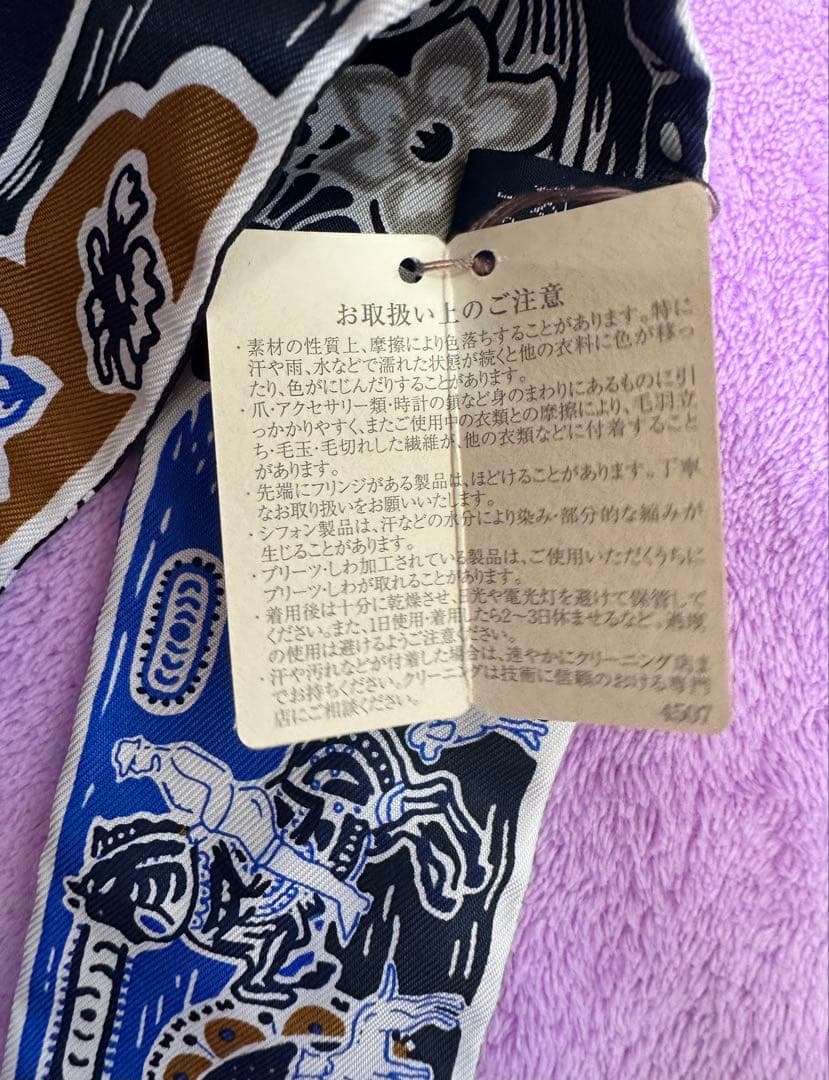 お取扱い上のご注意
・素材の性質上、摩擦により色落ちすることがあります。特に
汗や雨、水などで濡れた状態が続くと他の衣料に色が移っ
たり、色がにじんだりすることがあります。
・爪・アクセサリー類・時計の鎖など身のまわりにあるものに引
っかかりやすく、またご使用中の衣類との摩擦により、毛羽立
ち・毛玉・毛切れした繊維が、他の衣類などに付着すること
があります。
・先端にフリンジがある製品は、ほどけることがあります。丁寧
なお取り扱いをお願いいたします。
・シフォン製品は、汗などの水分により染み・部分的な縮みが
生じることがあります。
・プリーツ・しわ加工されている製品は、ご使用いただくうちに
プリーツ・しわが取れることがあります。
・着用後は十分に乾燥させ、日光や電光灯を避けて保管して
ください。また、1日使用・着用したら2〜3日休ませるなど、過度
の使用は避けるようご注意ください。
・汗や汚れなどが付着した場合は、速やかにクリーニング店ま
でお持ちください。クリーニングは技術に信頼のおける専門
店にご相談ください。
4507